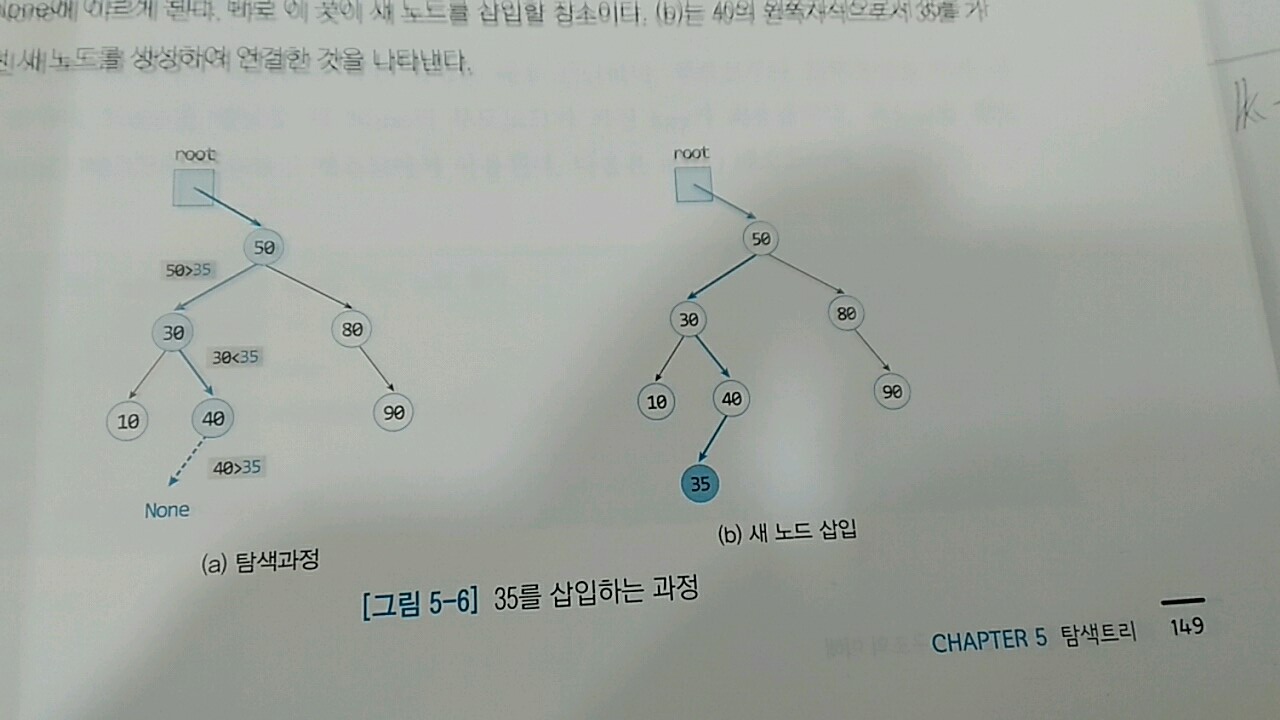 None에 이르게 된다. 바로 이 곳이 새 노드를 삽입할 장소이다. (b)는 40의 왼쪽자식으로서 35를 가
새 노드를 생성하여 연결한 것을 나타낸다.
root
50
50>35
30
80
30<35
10
40
90
40>35
None
(a) 탐색과정
root
50
30
80
10
40
90
35
(b) 새 노드 삽입
[그림 5-6] 35를 삽입하는 과정
CHAPTER 5 탐색트리 149